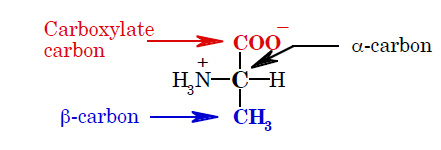 Carboxylate
carbon
COO⁻
α-carbon
+
H₃N—C—H
β-carbon
CH₃